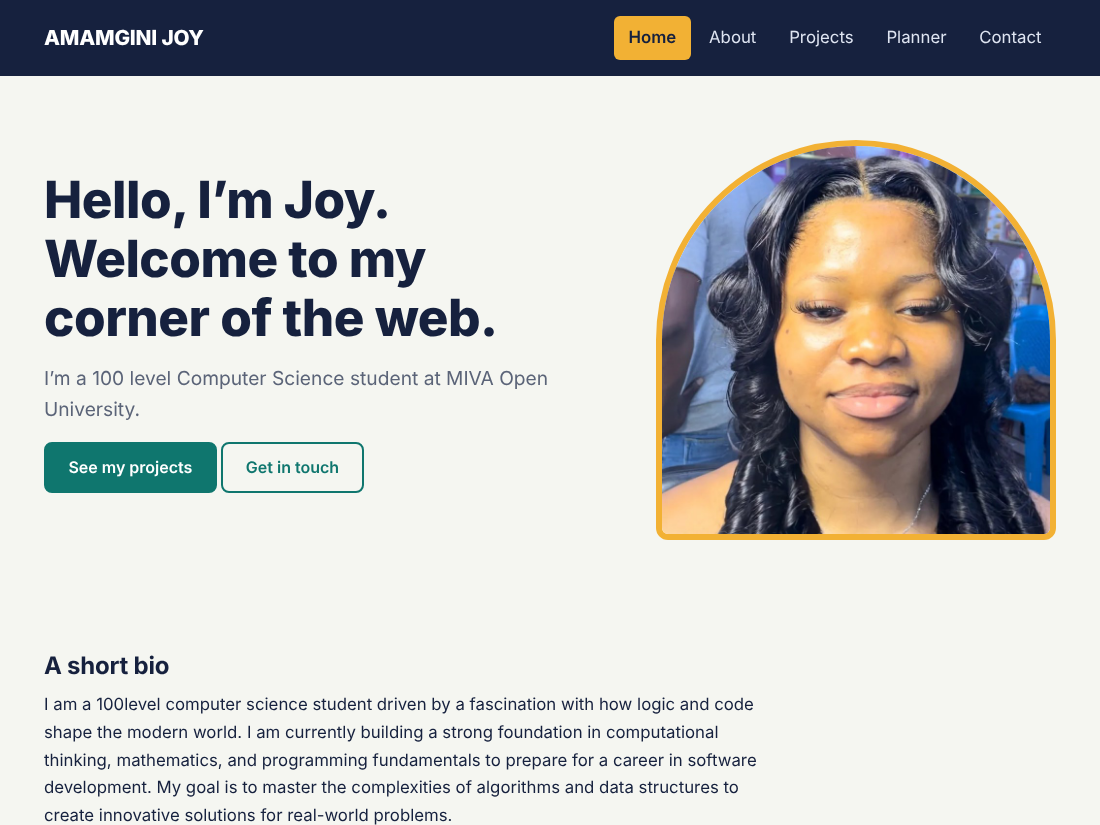 AMAMGINI JOY
Home
About
Projects
Planner
Contact
Hello, I’m Joy.
Welcome to my
corner of the web.
I’m a 100 level Computer Science student at MIVA Open
University.
See my projects
Get in touch
A short bio
I am a 100level computer science student driven by a fascination with how logic and code
shape the modern world. I am currently building a strong foundation in computational
thinking, mathematics, and programming fundamentals to prepare for a career in software
development. My goal is to master the complexities of algorithms and data structures to
create innovative solutions for real-world problems.